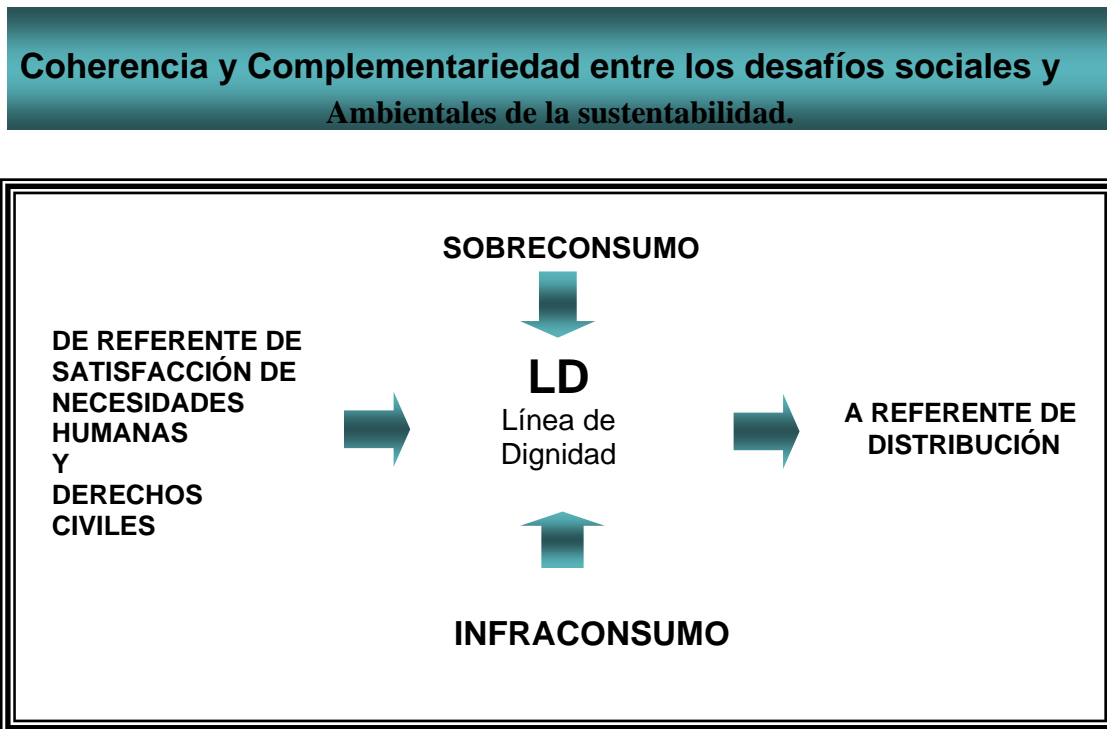 Coherencia y Complementariedad entre los desafíos sociales y
Ambientales de la sustentabilidad.
SOBRECONSUMO
DE REFERENTE DE
SATISFACCIÓN DE
NECESIDADES
HUMANAS
Y
DERECHOS
CIVILES
LD
Línea de
Dignidad
A REFERENTE DE
DISTRIBUCIÓN
INFRACONSUMO